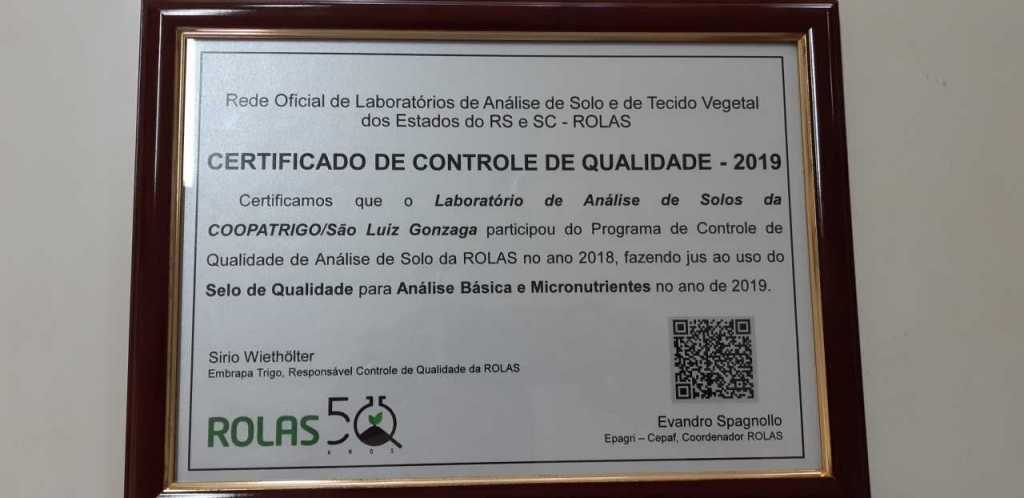 Rede Oficial de Laboratórios de Análise de Solo e de Tecido Vegetal
dos Estados do RS e SC - ROLAS
CERTIFICADO DE CONTROLE DE QUALIDADE - 2019
Certificamos que o Laboratório de Análise de Solos da
COOPATRIGO/São Luiz Gonzaga participou do Programa de Controle de
Qualidade de Análise de Solo da ROLAS no ano 2018, fazendo jus ao uso do
Selo de Qualidade para Análise Básica e Micronutrientes no ano de 2019.
Sirio Wiethölter
Embrapa Trigo, Responsável Controle de Qualidade da ROLAS
ROLAS 50
ANOS
Evandro Spagnollo
Epagri – Cepaf, Coordenador ROLAS